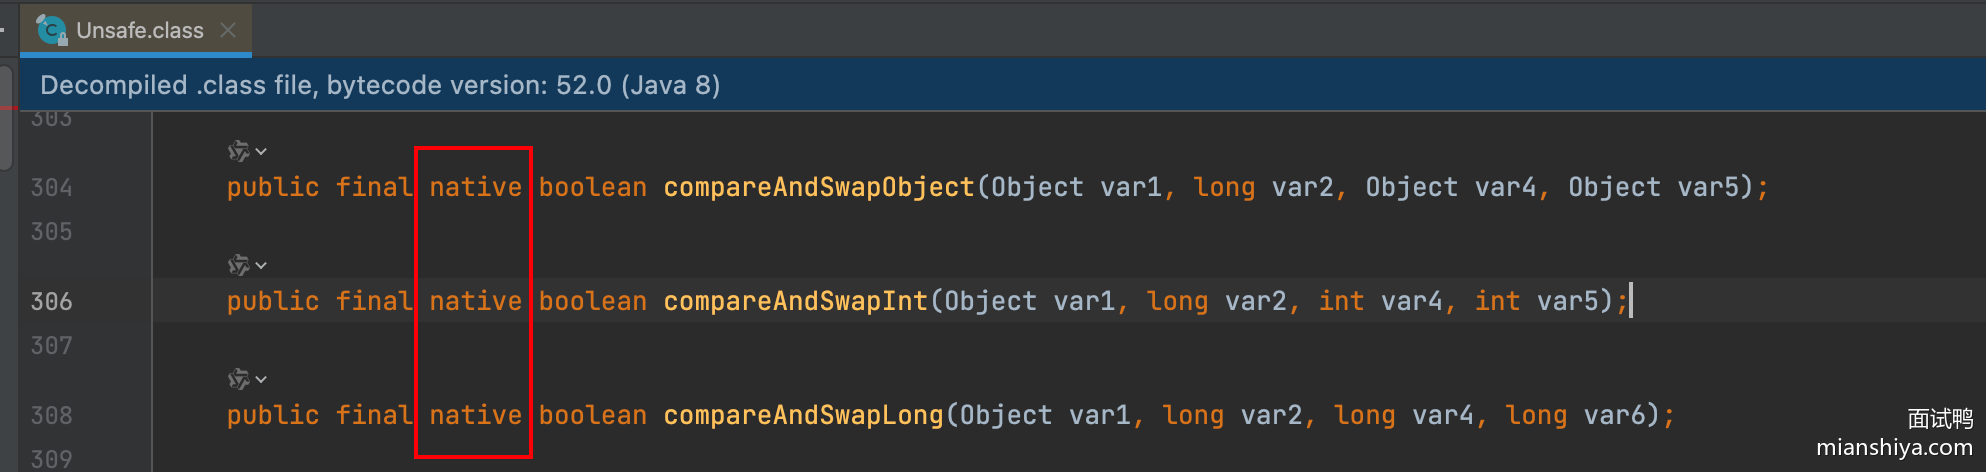 Unsafe.class
Decompiled .class file, bytecode version: 52.0 (Java 8)
303
304 public final native boolean compareAndSwapObject(Object var1, long var2, Object var4, Object var5);
305
306 public final native boolean compareAndSwapInt(Object var1, long var2, int var4, int var5);
307
308 public final native boolean compareAndSwapLong(Object var1, long var2, long var4, long var6);
309
面试鸭
mianshiya.com